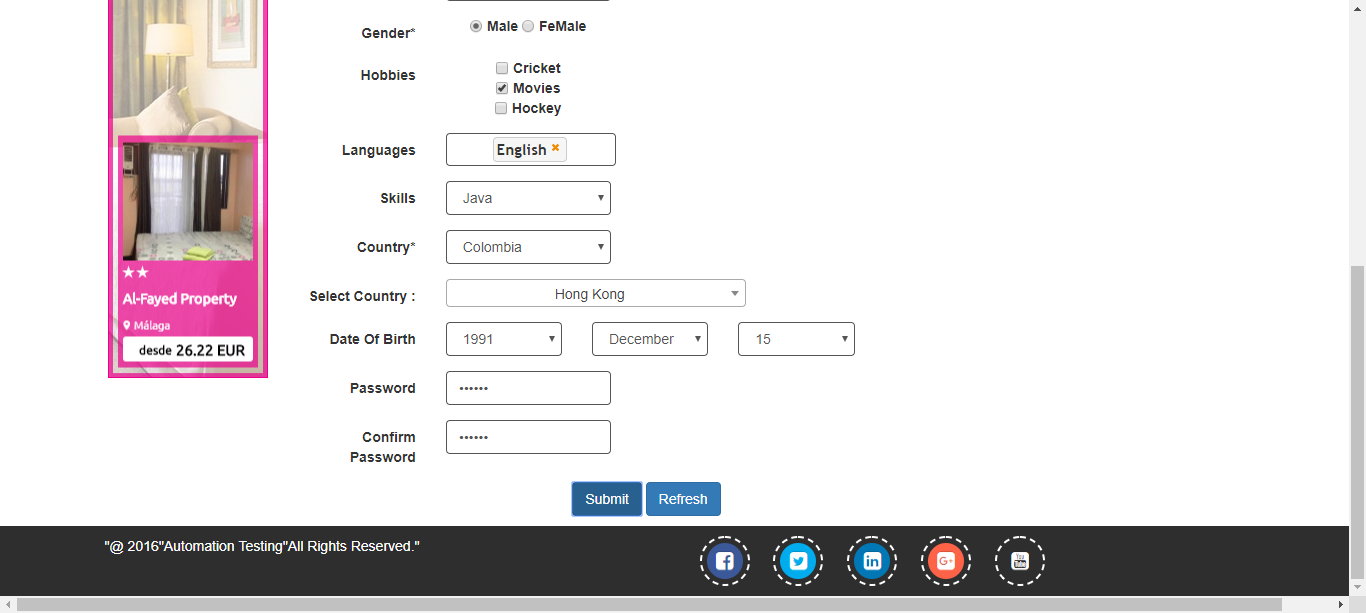 Gender*
Male FeMale
Hobbies
Cricket
Movies
Hockey
Languages
English ×
Skills
Java
Country*
Colombia
Select Country :
Hong Kong
Date Of Birth
1991 December 15
Password
••••••
Confirm
Password
••••••
Submit Refresh
Al-Fayed Property
Málaga
desde 26.22 EUR
"@ 2016"Automation Testing"All Rights Reserved."
f in G+ You Tube